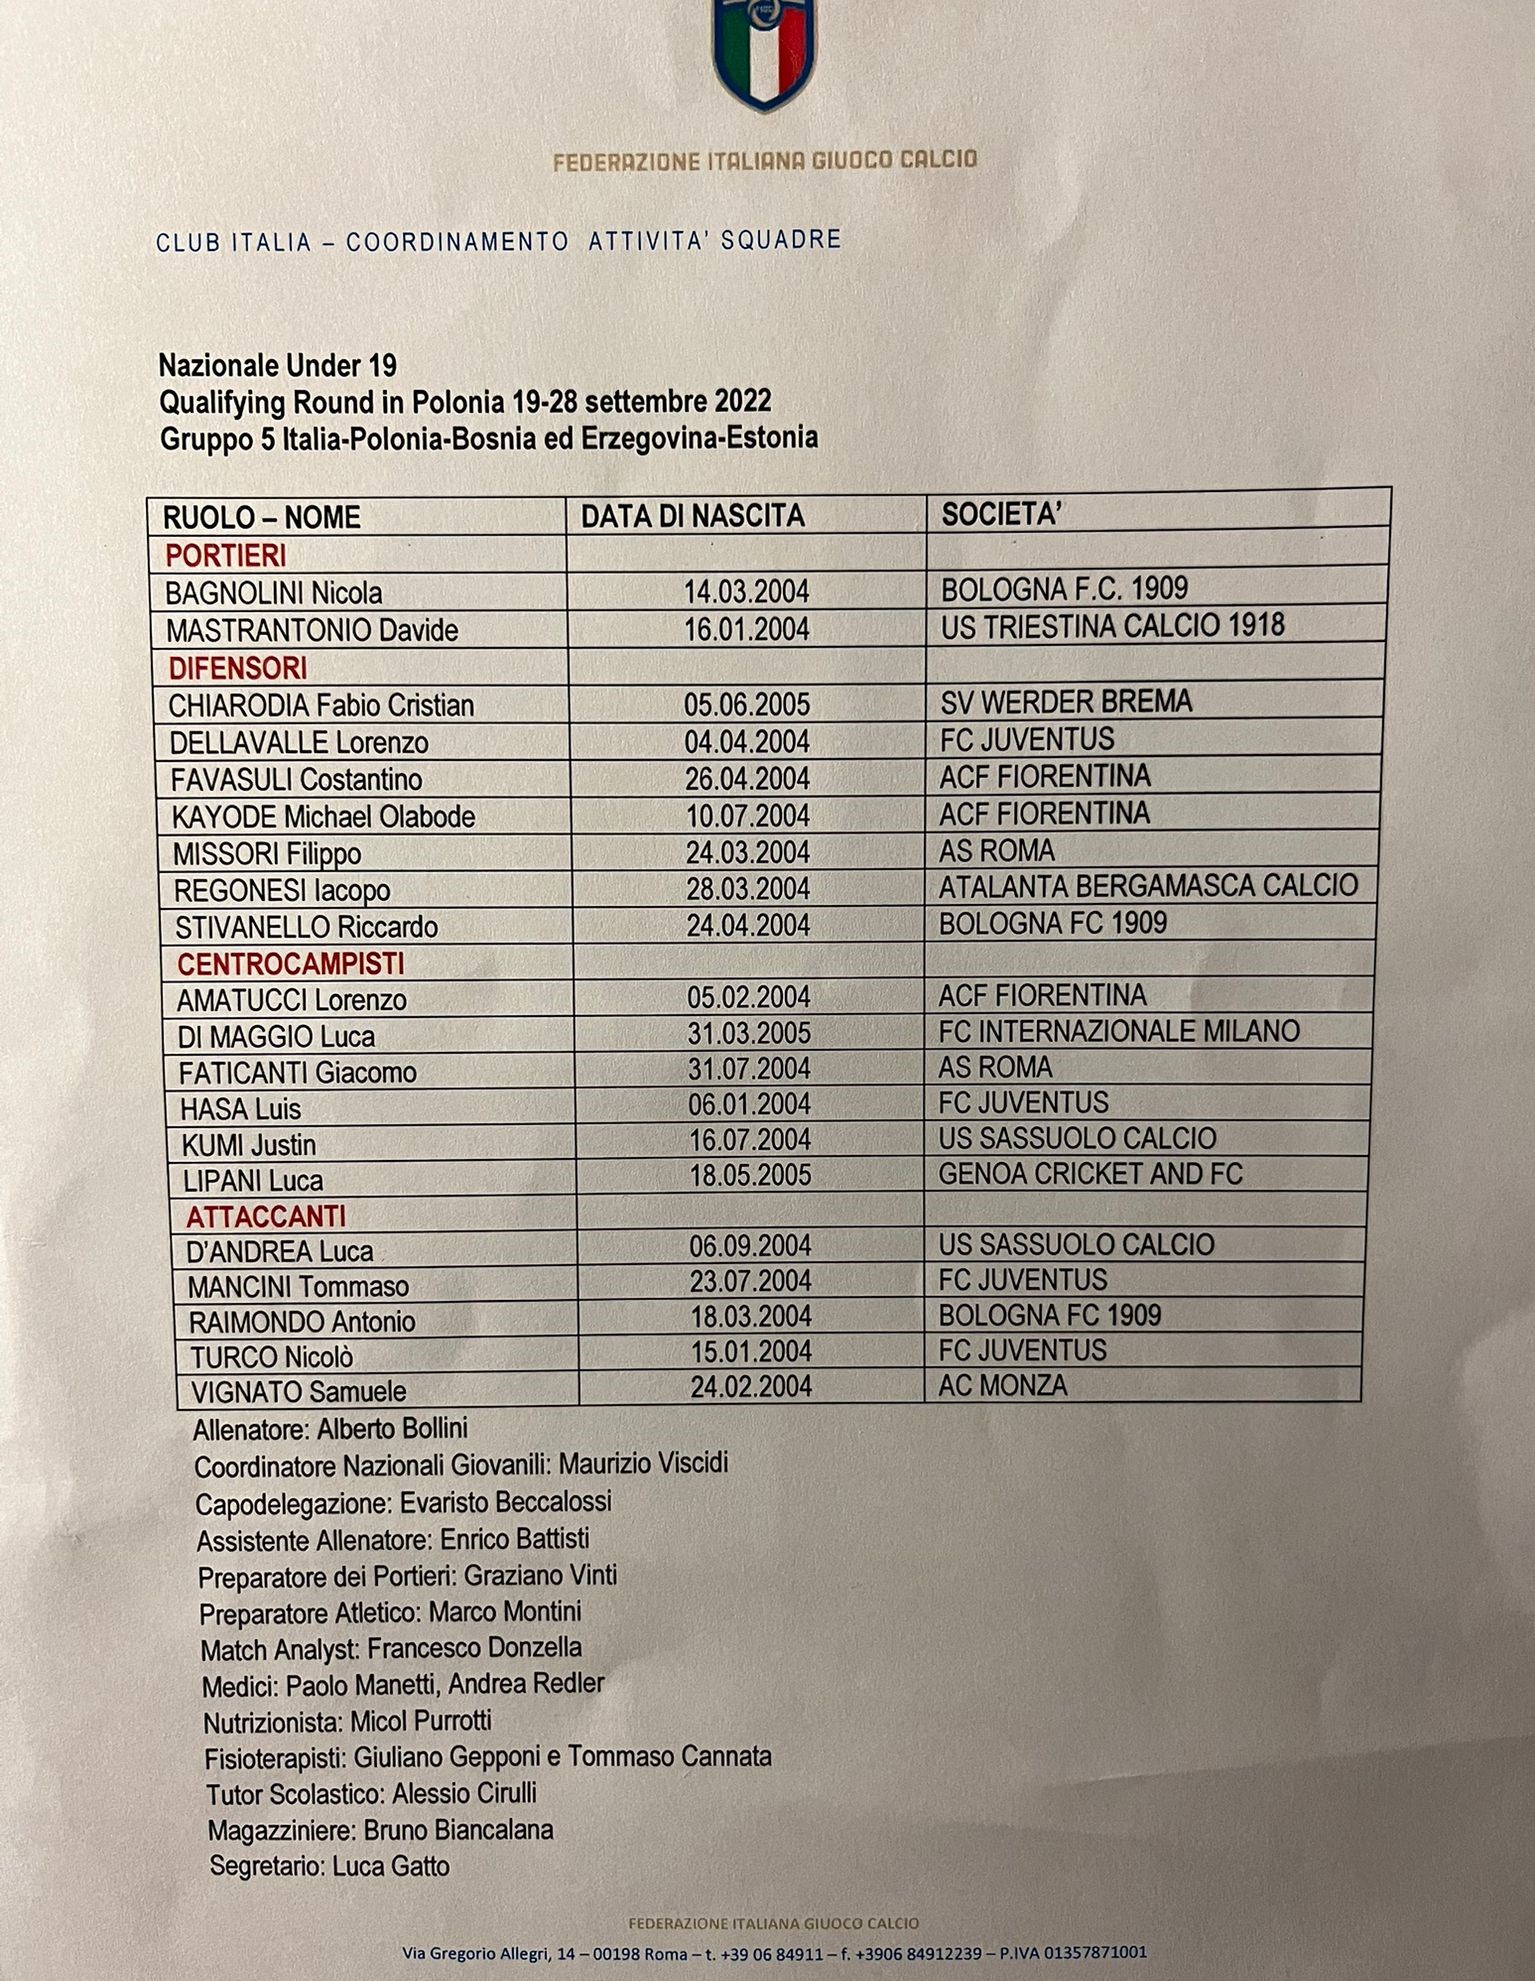 FEDERAZIONE ITALIANA GIUOCO CALCIO
CLUB ITALIA – COORDINAMENTO ATTIVITA' SQUADRE
Nazionale Under 19
Qualifying Round in Polonia 19-28 settembre 2022
Gruppo 5 Italia-Polonia-Bosnia ed Erzegovina-Estonia
RUOLO – NOME DATA DI NASCITA SOCIETA'
PORTIERI
BAGNOLINI Nicola 14.03.2004 BOLOGNA F.C. 1909
MASTRANTONIO Davide 16.01.2004 US TRIESTINA CALCIO 1918
DIFENSORI
CHIARODIA Fabio Cristian 05.06.2005 SV WERDER BREMA
DELLAVALLE Lorenzo 04.04.2004 FC JUVENTUS
FAVASULI Costantino 26.04.2004 ACF FIORENTINA
KAYODE Michael Olabode 10.07.2004 ACF FIORENTINA
MISSORI Filippo 24.03.2004 AS ROMA
REGONESI Iacopo 28.03.2004 ATALANTA BERGAMASCA CALCIO
STIVANELLO Riccardo 24.04.2004 BOLOGNA FC 1909
CENTROCAMPISTI
AMATUCCI Lorenzo 05.02.2004 ACF FIORENTINA
DI MAGGIO Luca 31.03.2005 FC INTERNAZIONALE MILANO
FATICANTI Giacomo 31.07.2004 AS ROMA
HASA Luis 06.01.2004 FC JUVENTUS
KUMI Justin 16.07.2004 US SASSUOLO CALCIO
LIPANI Luca 18.05.2005 GENOA CRICKET AND FC
ATTACCANTI
D'ANDREA Luca 06.09.2004 US SASSUOLO CALCIO
MANCINI Tommaso 23.07.2004 FC JUVENTUS
RAIMONDO Antonio 18.03.2004 BOLOGNA FC 1909
TURCO Nicolò 15.01.2004 FC JUVENTUS
VIGNATO Samuele 24.02.2004 AC MONZA
Allenatore: Alberto Bollini
Coordinatore Nazionali Giovanili: Maurizio Viscidi
Capodelegazione: Evaristo Beccalossi
Assistente Allenatore: Enrico Battisti
Preparatore dei Portieri: Graziano Vinti
Preparatore Atletico: Marco Montini
Match Analyst: Francesco Donzella
Medici: Paolo Manetti, Andrea Redler
Nutrizionista: Micol Purrotti
Fisioterapisti: Giuliano Gepponi e Tommaso Cannata
Tutor Scolastico: Alessio Cirulli
Magazziniere: Bruno Biancalana
Segretario: Luca Gatto
FEDERAZIONE ITALIANA GIUOCO CALCIO
Via Gregorio Allegri, 14 – 00198 Roma – t. +39 06 84911 – f. +3906 84912239 – P.IVA 01357871001